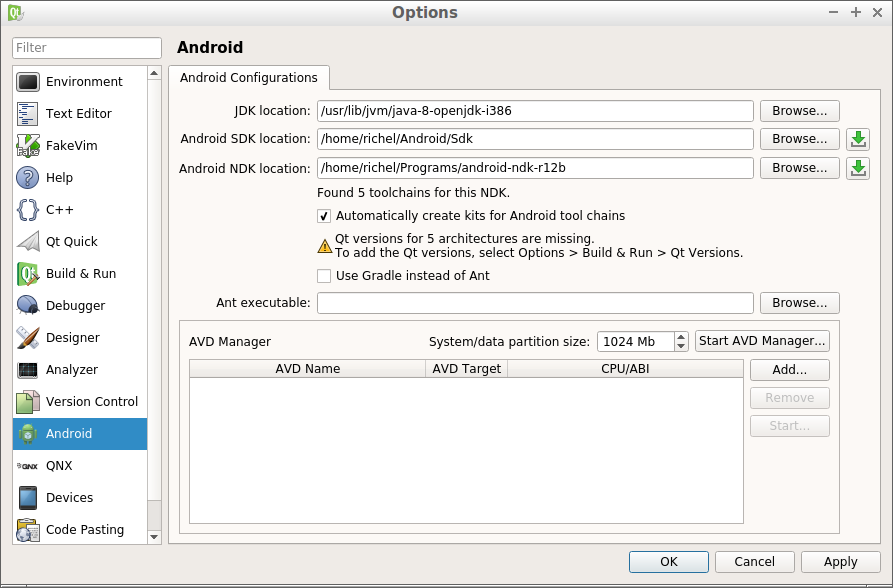 Options
Filter
Environment
Text Editor
FakeVim
Help
C++
Qt Quick
Build & Run
Debugger
Designer
Analyzer
Version Control
Android
QNX
Devices
Code Pasting
Android
Android Configurations
JDK location: /usr/lib/jvm/java-8-openjdk-i386 Browse...
Android SDK location: /home/richel/Android/Sdk Browse...
Android NDK location: /home/richel/Programs/android-ndk-r12b Browse...
Found 5 toolchains for this NDK.
Automatically create kits for Android tool chains
Qt versions for 5 architectures are missing.
To add the Qt versions, select Options > Build & Run > Qt Versions.
Use Gradle instead of Ant
Ant executable: Browse...
AVD Manager System/data partition size: 1024 Mb Start AVD Manager...
AVD Name AVD Target CPU/ABI
Add...
Remove
Start...
OK Cancel Apply